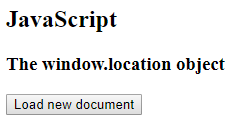 JavaScript
The window.location object
Load new document